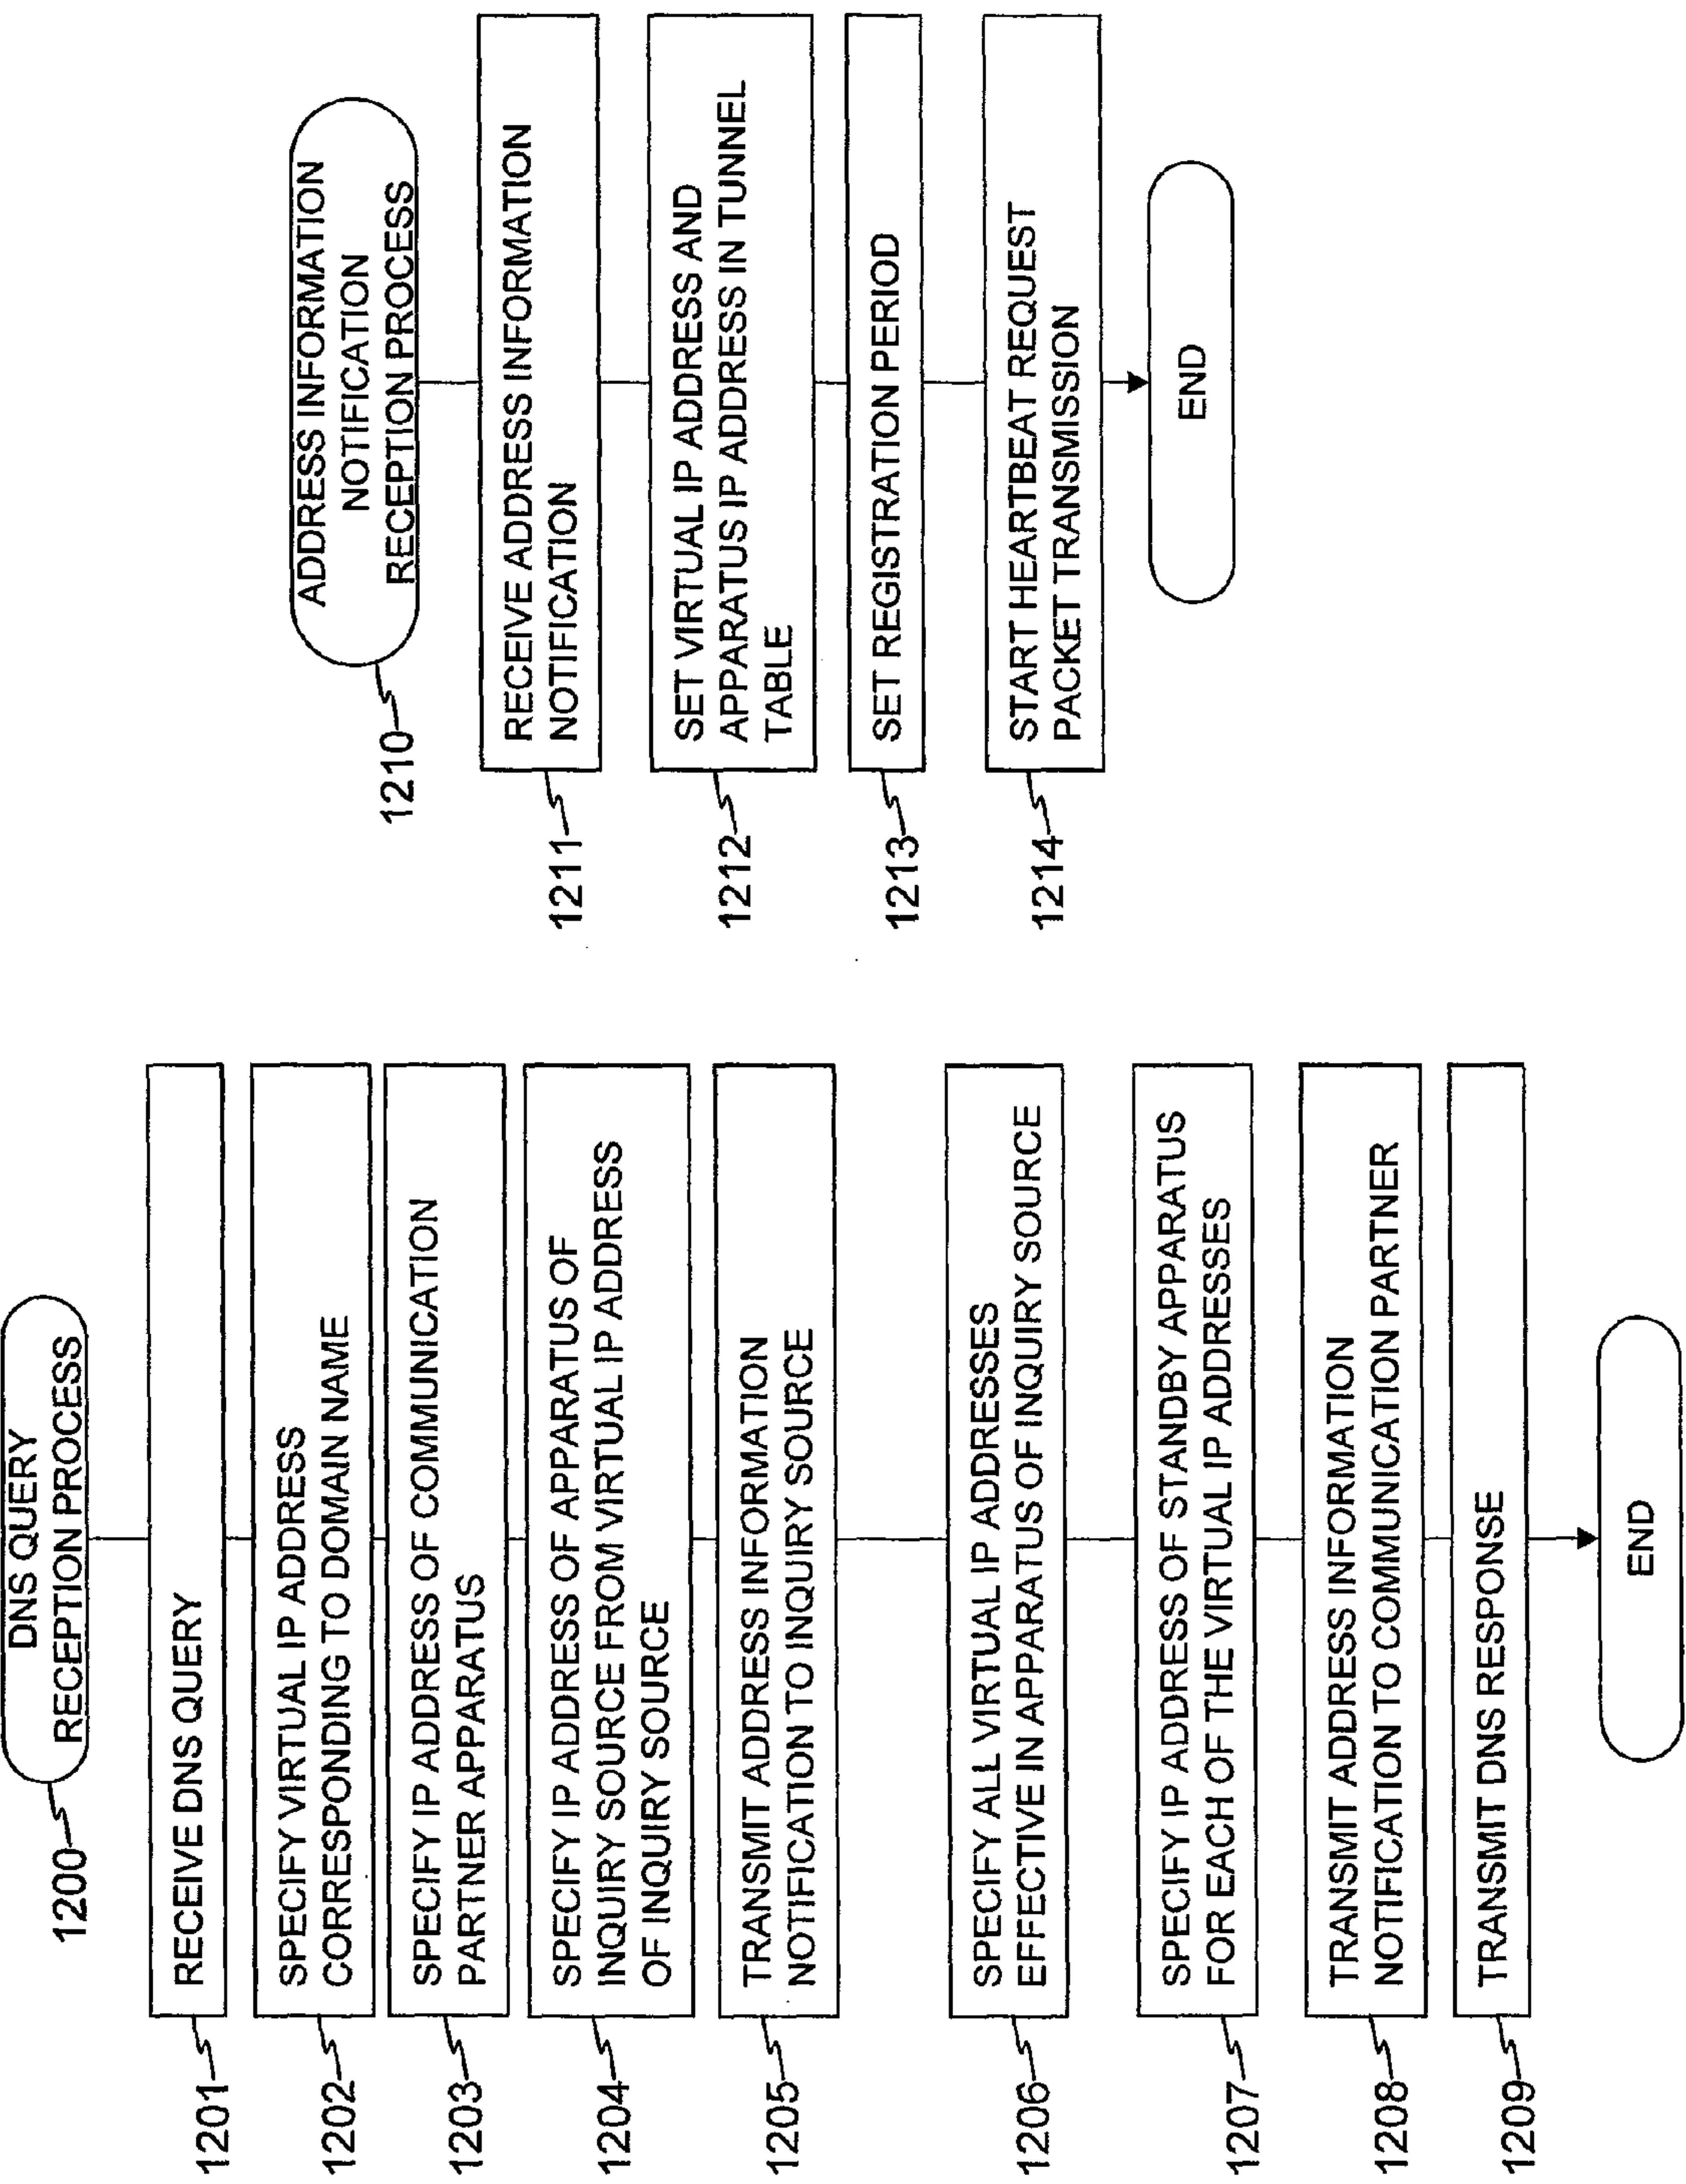 DNS QUERY
RECEPTION PROCESS
1200
RECEIVE DNS QUERY
1201
SPECIFY VIRTUAL IP ADDRESS
CORRESPONDING TO DOMAIN NAME
1202
SPECIFY IP ADDRESS OF COMMUNICATION
PARTNER APPARATUS
1203
SPECIFY IP ADDRESS OF APPARATUS OF
INQUIRY SOURCE FROM VIRTUAL IP ADDRESS
OF INQUIRY SOURCE
1204
TRANSMIT ADDRESS INFORMATION
NOTIFICATION TO INQUIRY SOURCE
1205
SPECIFY ALL VIRTUAL IP ADDRESSES
EFFECTIVE IN APPARATUS OF INQUIRY SOURCE
1206
SPECIFY IP ADDRESS OF STANDBY APPARATUS
FOR EACH OF THE VIRTUAL IP ADDRESSES
1207
TRANSMIT ADDRESS INFORMATION
NOTIFICATION TO COMMUNICATION PARTNER
1208
TRANSMIT DNS RESPONSE
1209
END
ADDRESS INFORMATION
NOTIFICATION
RECEPTION PROCESS
1210
RECEIVE ADDRESS INFORMATION
NOTIFICATION
1211
SET VIRTUAL IP ADDRESS AND
APPARATUS IP ADDRESS IN TUNNEL
TABLE
1212
SET REGISTRATION PERIOD
1213
START HEARTBEAT REQUEST
PACKET TRANSMISSION
1214
END